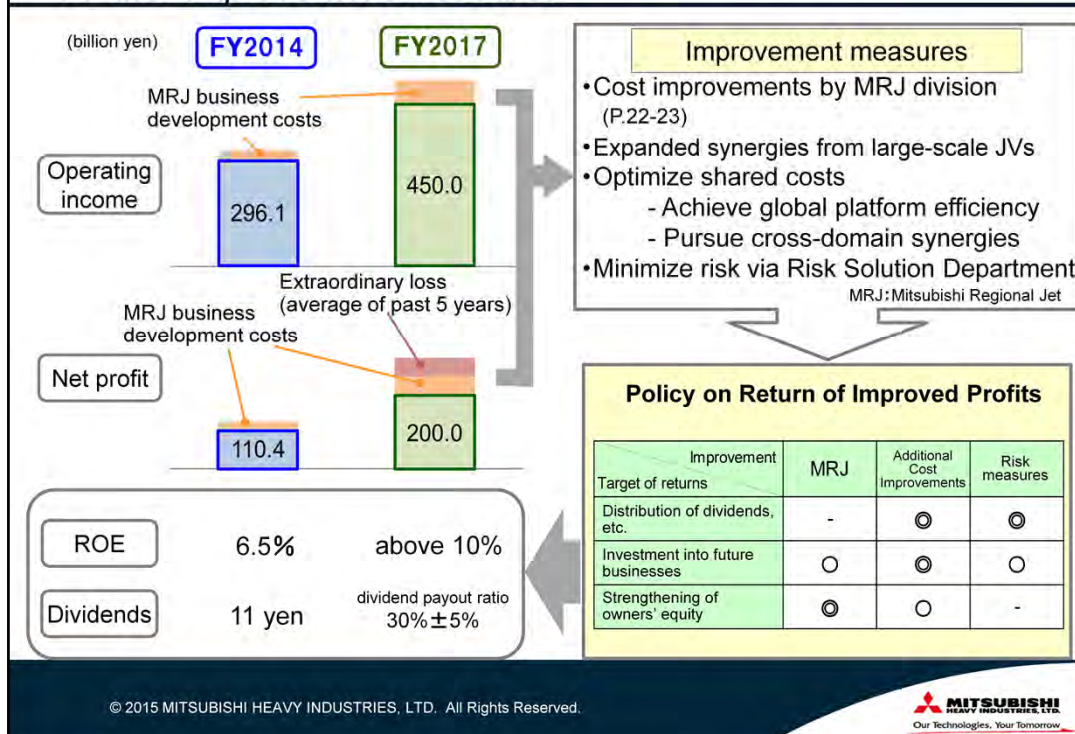 (billion yen)
FY2014
FY2017
MRJ business
development costs
Operating
income
296.1
450.0
Extraordinary loss
(average of past 5 years)
MRJ business
development costs
Net profit
110.4
200.0
ROE
6.5%
above 10%
Dividends
11 yen
dividend payout ratio
30%±5%
Improvement measures
•Cost improvements by MRJ division
(P.22-23)
•Expanded synergies from large-scale JVs
•Optimize shared costs
- Achieve global platform efficiency
- Pursue cross-domain synergies
•Minimize risk via Risk Solution Department
MRJ:Mitsubishi Regional Jet
Policy on Return of Improved Profits
Improvement
Target of returns
MRJ
Additional
Cost
Improvements
Risk
measures
Distribution of dividends,
etc.
- ◎ ◎
Investment into future
businesses
○ ◎ ○
Strengthening of
owners' equity
◎ ○ -
© 2015 MITSUBISHI HEAVY INDUSTRIES, LTD. All Rights Reserved.
MITSUBISHI
HEAVY INDUSTRIES, LTD.
Our Technologies, Your Tomorrow